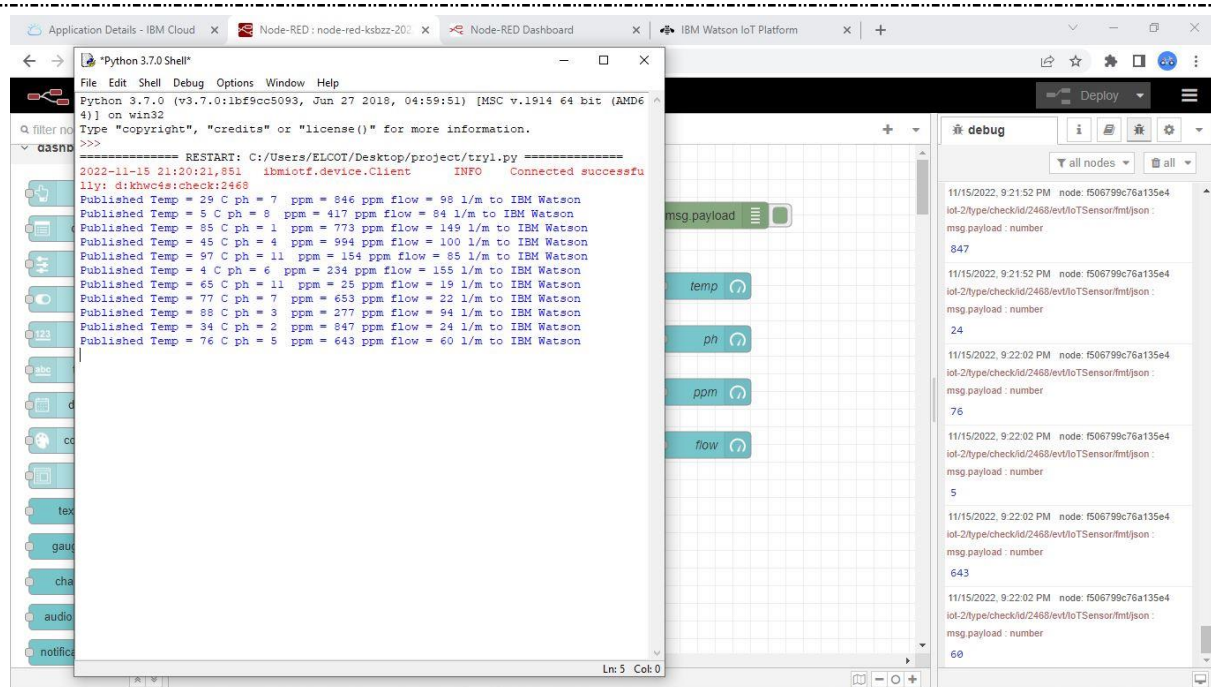 Application Details - IBM Cloud
Node-RED : node-red-ksbzz-202
Node-RED Dashboard
IBM Watson IoT Platform
*Python 3.7.0 Shell*
File Edit Shell Debug Options Window Help
Python 3.7.0 (v3.7.0:1bf9cc5093, Jun 27 2018, 04:59:51) [MSC v.1914 64 bit (AMD6
4)] on win32
Type "copyright", "credits" or "license()" for more information.
>>>
============== RESTART: C:/Users/ELCOT/Desktop/project/try1.py ==============
2022-11-15 21:20:21,851   ibmiotf.device.Client      INFO    Connected successfu
lly: d:khwc4s:check:2468
Published Temp = 29 C ph = 7  ppm = 846 ppm flow = 98 l/m to IBM Watson
Published Temp = 5 C ph = 8  ppm = 417 ppm flow = 84 l/m to IBM Watson
Published Temp = 85 C ph = 1  ppm = 773 ppm flow = 149 l/m to IBM Watson
Published Temp = 45 C ph = 4  ppm = 994 ppm flow = 100 l/m to IBM Watson
Published Temp = 97 C ph = 11  ppm = 154 ppm flow = 85 l/m to IBM Watson
Published Temp = 4 C ph = 6  ppm = 234 ppm flow = 155 l/m to IBM Watson
Published Temp = 65 C ph = 11  ppm = 25 ppm flow = 19 l/m to IBM Watson
Published Temp = 77 C ph = 7  ppm = 653 ppm flow = 22 l/m to IBM Watson
Published Temp = 88 C ph = 3  ppm = 277 ppm flow = 94 l/m to IBM Watson
Published Temp = 34 C ph = 2  ppm = 847 ppm flow = 24 l/m to IBM Watson
Published Temp = 76 C ph = 5  ppm = 643 ppm flow = 60 l/m to IBM Watson
Ln: 5 Col: 0
filter no
dashb
123
abc
tex
gaug
cha
audio
notifica
msg.payload
temp
ph
ppm
flow
Deploy
debug
all nodes
all
11/15/2022, 9:21:52 PM node: f506799c76a135e4
iot-2/type/check/id/2468/evt/IoTSensor/fmt/json :
msg.payload : number
847
11/15/2022, 9:21:52 PM node: f506799c76a135e4
iot-2/type/check/id/2468/evt/IoTSensor/fmt/json :
msg.payload : number
24
11/15/2022, 9:22:02 PM node: f506799c76a135e4
iot-2/type/check/id/2468/evt/IoTSensor/fmt/json :
msg.payload : number
76
11/15/2022, 9:22:02 PM node: f506799c76a135e4
iot-2/type/check/id/2468/evt/IoTSensor/fmt/json :
msg.payload : number
5
11/15/2022, 9:22:02 PM node: f506799c76a135e4
iot-2/type/check/id/2468/evt/IoTSensor/fmt/json :
msg.payload : number
643
11/15/2022, 9:22:02 PM node: f506799c76a135e4
iot-2/type/check/id/2468/evt/IoTSensor/fmt/json :
msg.payload : number
60